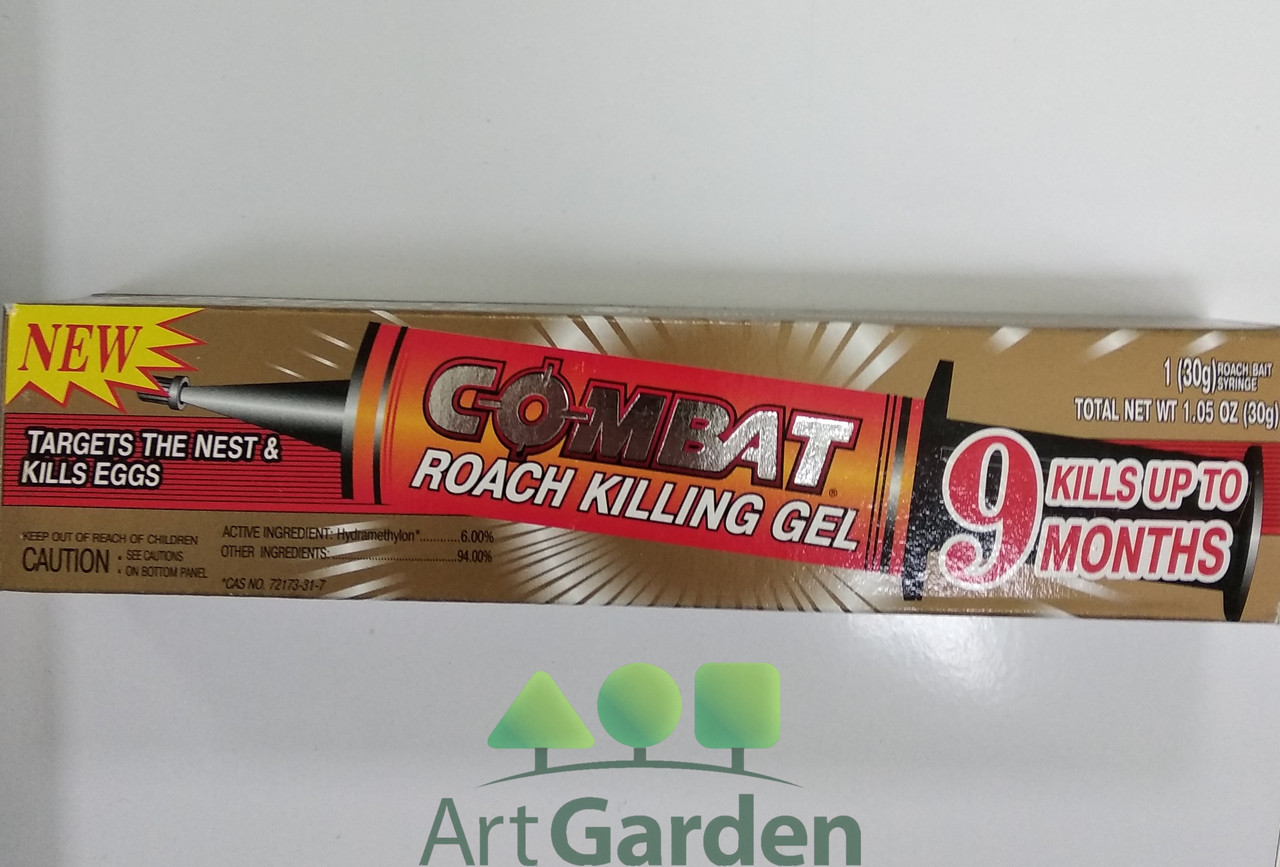 NEW
TARGETS THE NEST &
KILLS EGGS
KEEP OUT OF REACH OF CHILDREN
CAUTION
• SEE CAUTIONS
• ON BOTTOM PANEL
ACTIVE INGREDIENT: Hydramethylon*............6.00%
OTHER INGREDIENTS:................................94.00%
*CAS NO. 72173-31-7
COMBAT®
ROACH KILLING GEL
1 (30g) ROACH BAIT
SYRINGE
TOTAL NET WT 1.05 OZ (30g)
9 KILLS UP TO
MONTHS
Art Garden